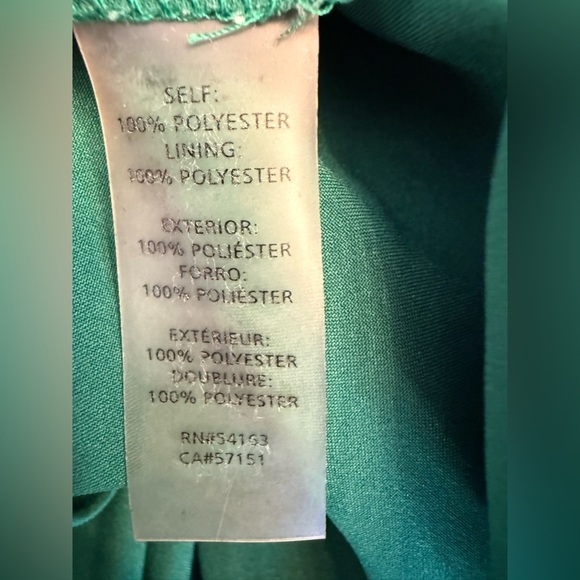 SELF:
100% POLYESTER
LINING:
100% POLYESTER
EXTERIOR:
100% POLIÉSTER
FORRO:
100% POLIÉSTER
EXTÉRIEUR:
100% POLYESTER
DOUBLURE:
100% POLYESTER
RN#54163
CA#57151